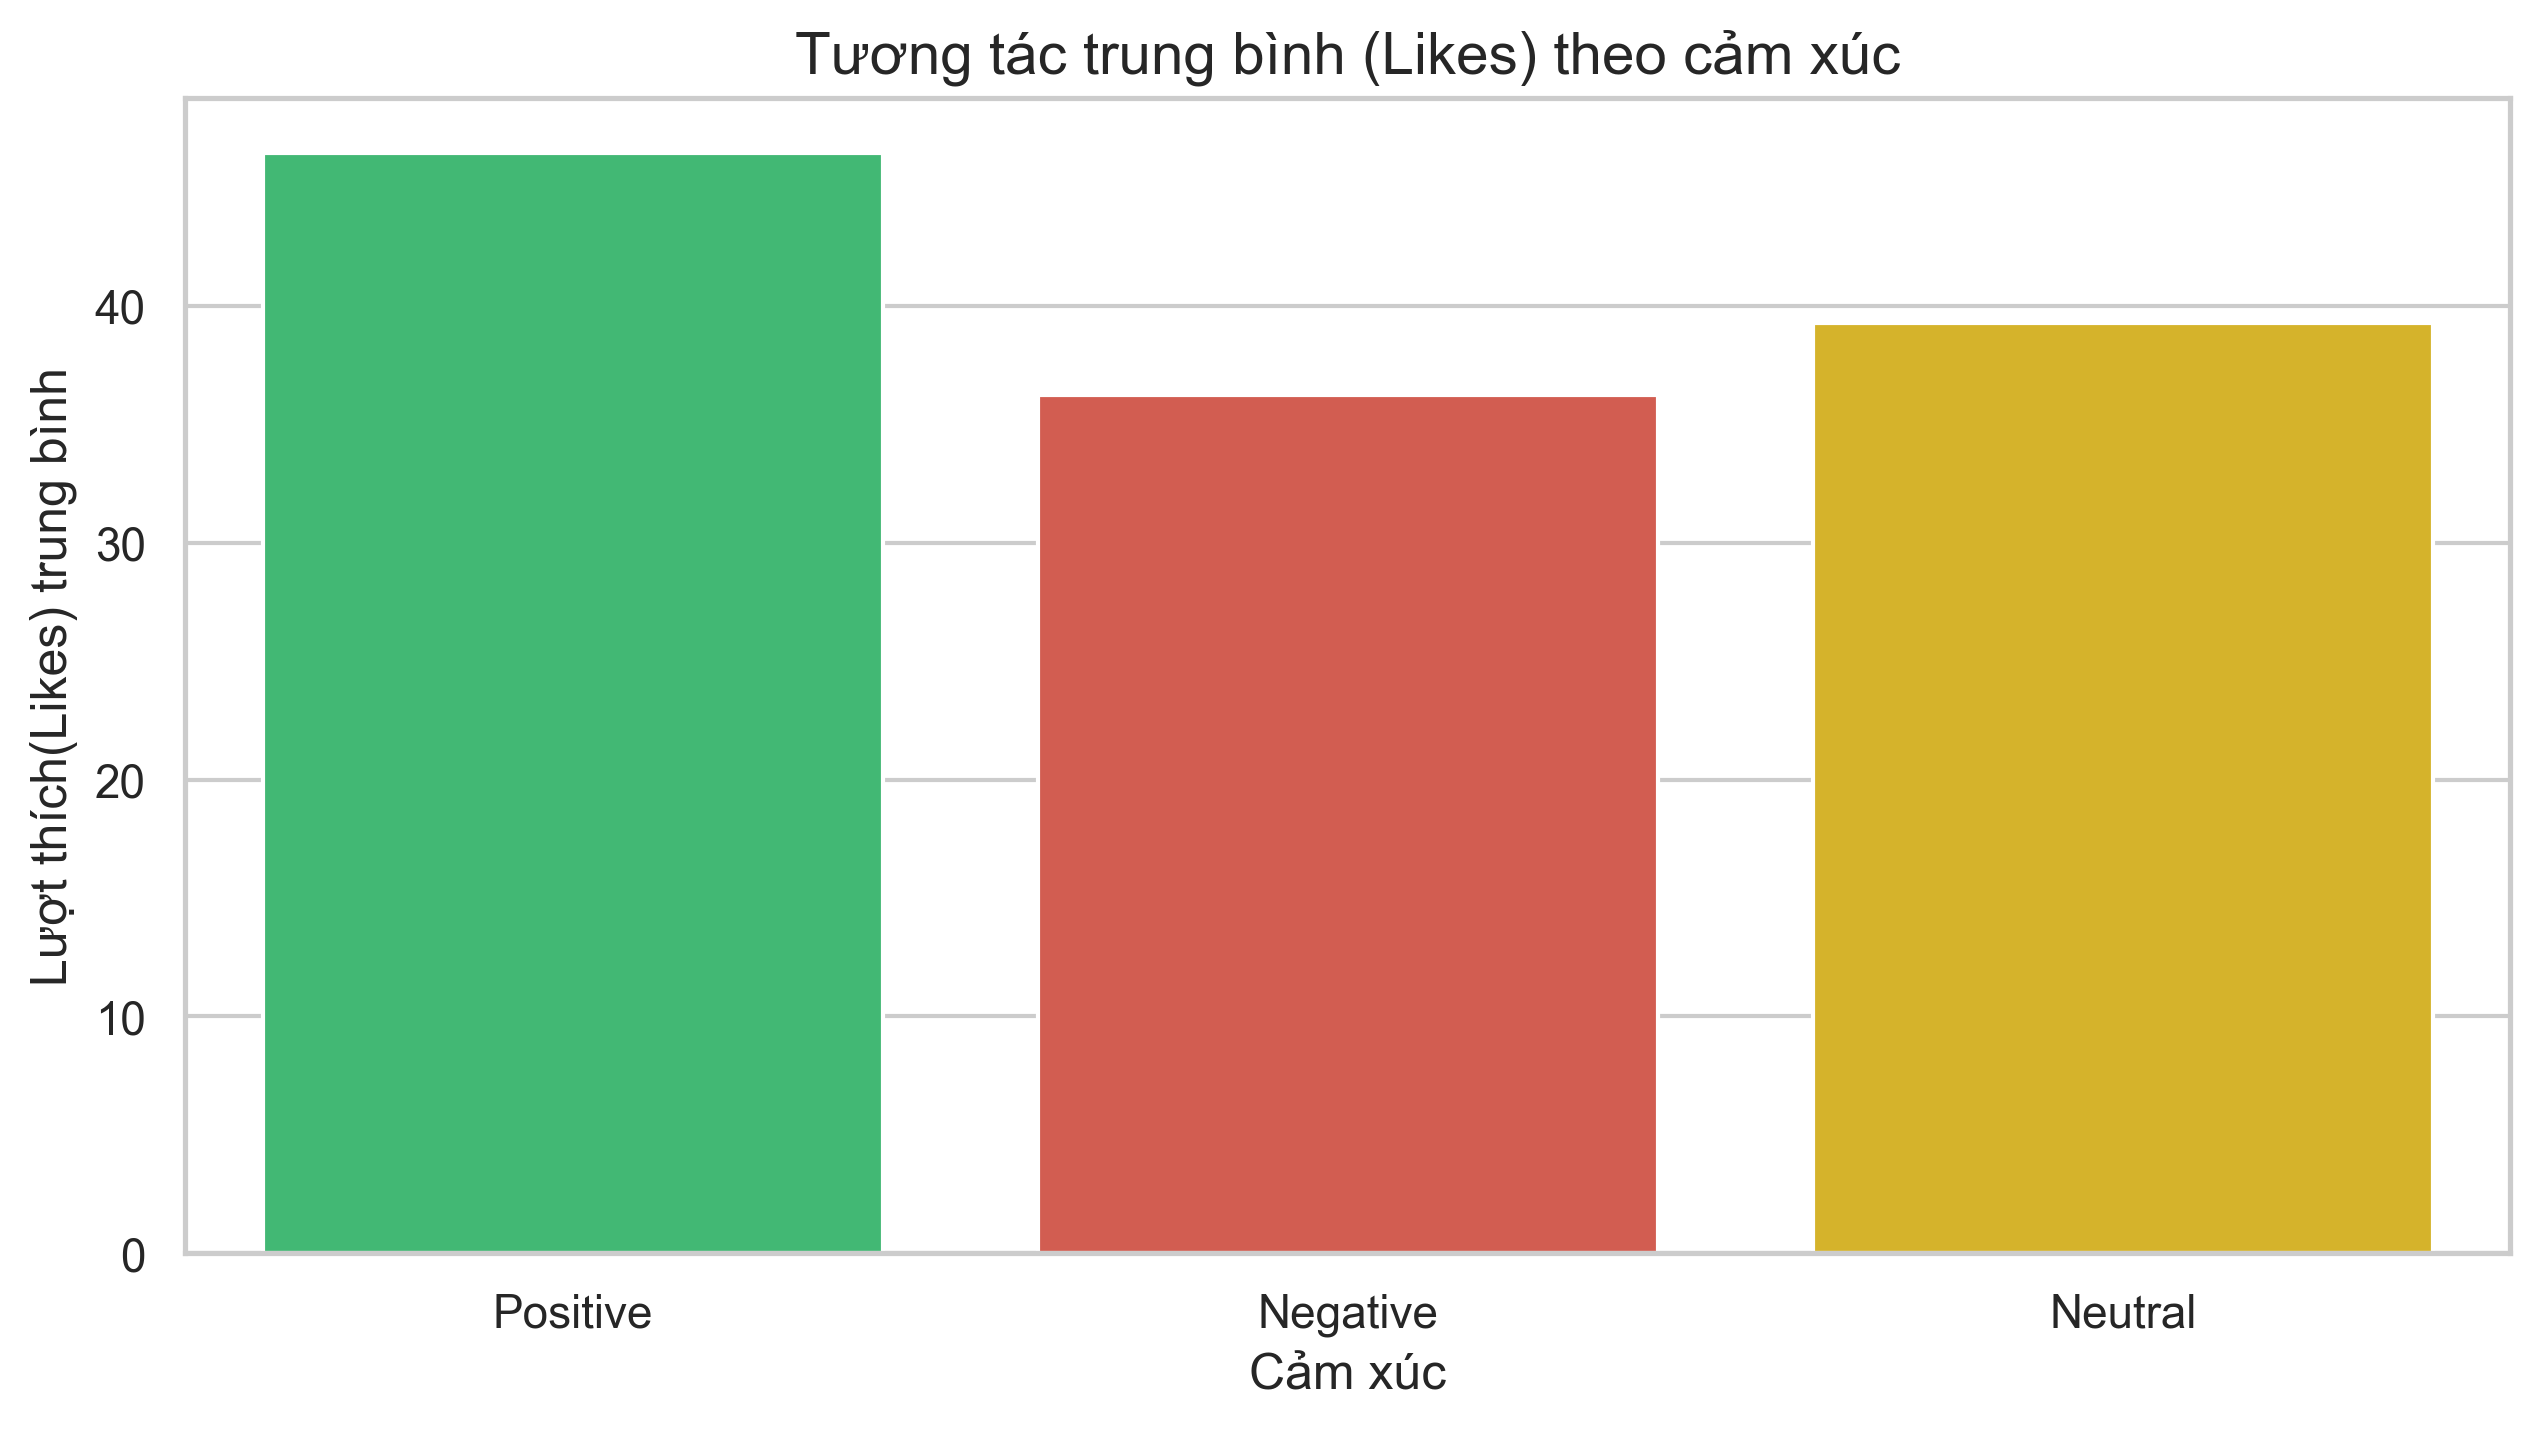 Tương tác trung bình (Likes) theo cảm xúc
Lượt thích(Likes) trung bình
40
30
20
10
0
Positive
Negative
Neutral
Cảm xúc